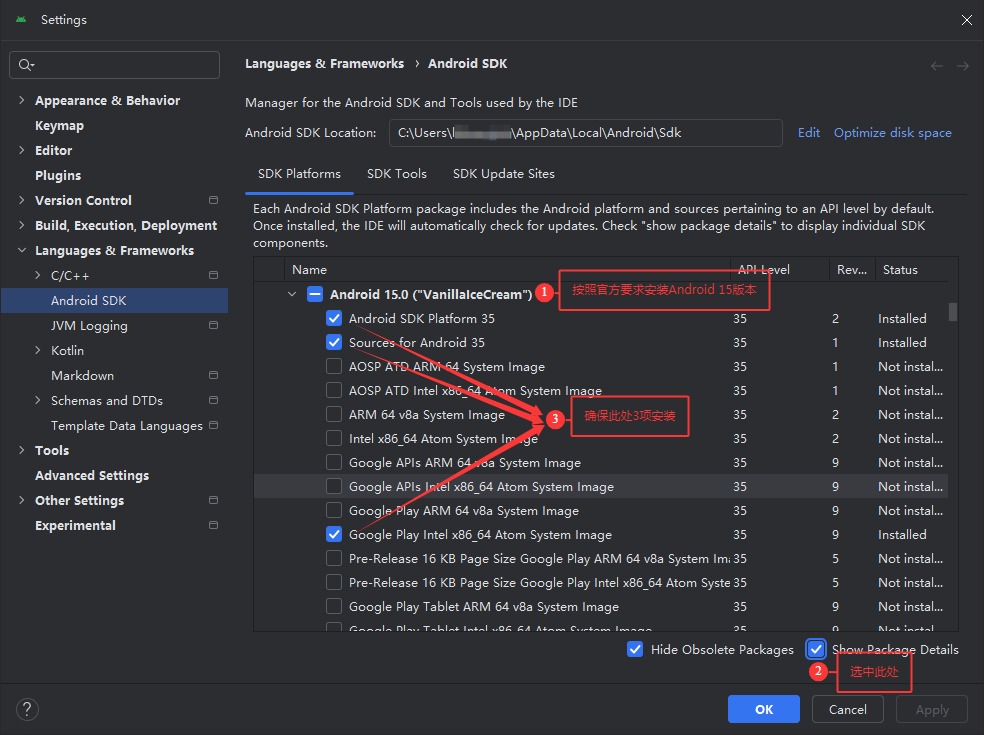 Settings
Languages & Frameworks › Android SDK
Appearance & Behavior
Keymap
Editor
Plugins
Version Control
Build, Execution, Deployment
Languages & Frameworks
C/C++
Android SDK
JVM Logging
Kotlin
Markdown
Schemas and DTDs
Template Data Languages
Tools
Advanced Settings
Other Settings
Experimental
Manager for the Android SDK and Tools used by the IDE
Android SDK Location: C:\Users\ \AppData\Local\Android\Sdk Edit Optimize disk space
SDK Platforms SDK Tools SDK Update Sites
Each Android SDK Platform package includes the Android platform and sources pertaining to an API level by default.
Once installed, the IDE will automatically check for updates. Check "show package details" to display individual SDK
components.
Name API Level Rev... Status
Android 15.0 ("VanillaIceCream") 1 按照官方要求安装Android 15版本
Android SDK Platform 35 35 2 Installed
Sources for Android 35 35 1 Installed
AOSP ATD ARM 64 System Image 35 1 Not instal...
AOSP ATD Intel x86_64 Atom System Image 35 1 Not instal...
ARM 64 v8a System Image 35 2 Not instal...
3 确保此处3项安装
Intel x86_64 Atom System Image 35 2 Not instal...
Google APIs ARM 64 v8a System Image 35 9 Not instal...
Google APIs Intel x86_64 Atom System Image 35 9 Not instal...
Google Play ARM 64 v8a System Image 35 9 Not instal...
Google Play Intel x86_64 Atom System Image 35 9 Installed
Pre-Release 16 KB Page Size Google Play ARM 64 v8a System Im 35 5 Not instal...
Pre-Release 16 KB Page Size Google Play Intel x86_64 Atom Syste 35 5 Not instal...
Google Play Tablet ARM 64 v8a System Image 35 9 Not instal...
Google Play Tablet Intel x86_64 Atom System Image 35 9 Not instal...
Hide Obsolete Packages Show Package Details
2 选中此处
? OK Cancel Apply